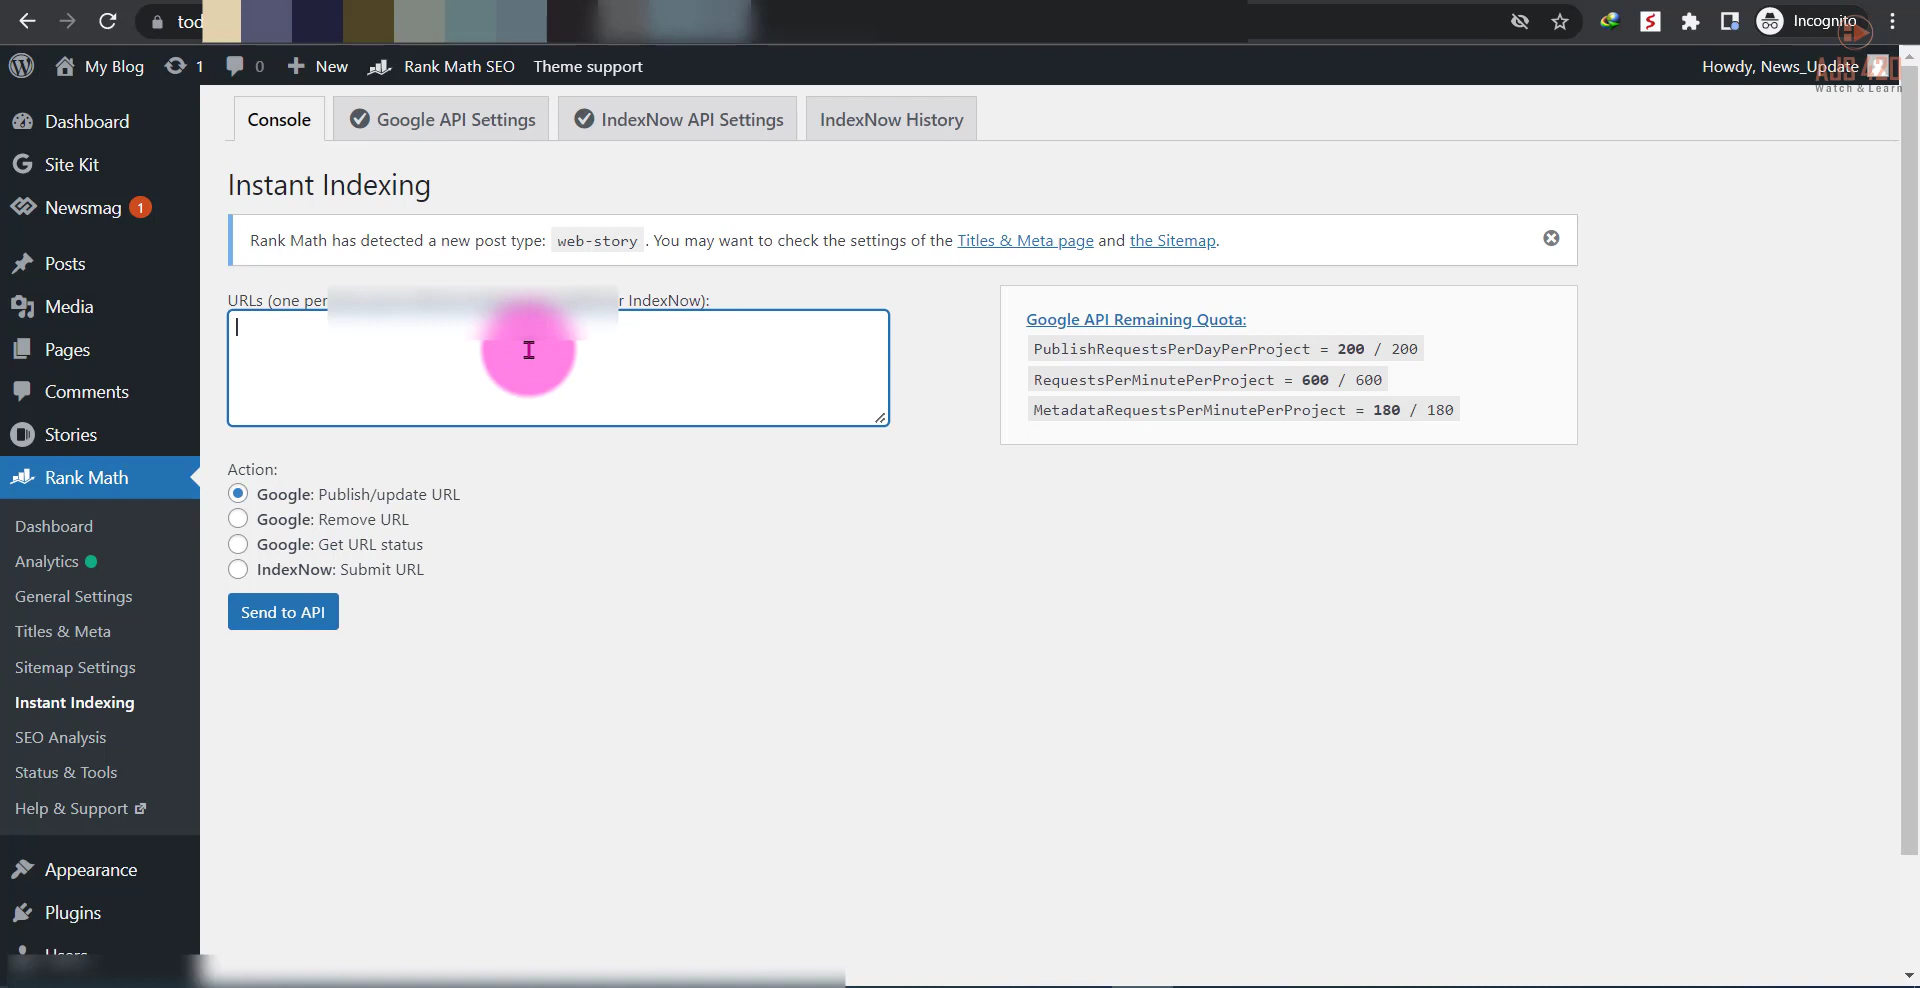 tod
Incognito
My Blog
1
0
New
Rank Math SEO
Theme support
Howdy, News_Update
AJS 420
Watch & Learn
Dashboard
Site Kit
Newsmag 1
Posts
Media
Pages
Comments
Stories
Rank Math
Dashboard
Analytics
General Settings
Titles & Meta
Sitemap Settings
Instant Indexing
SEO Analysis
Status & Tools
Help & Support
Appearance
Plugins
Users
Console
Google API Settings
IndexNow API Settings
IndexNow History
Instant Indexing
Rank Math has detected a new post type: web-story . You may want to check the settings of the Titles & Meta page and the Sitemap.
URLs (one per r IndexNow):
Action:
Google: Publish/update URL
Google: Remove URL
Google: Get URL status
IndexNow: Submit URL
Send to API
Google API Remaining Quota:
PublishRequestsPerDayPerProject = 200 / 200
RequestsPerMinutePerProject = 600 / 600
MetadataRequestsPerMinutePerProject = 180 / 180